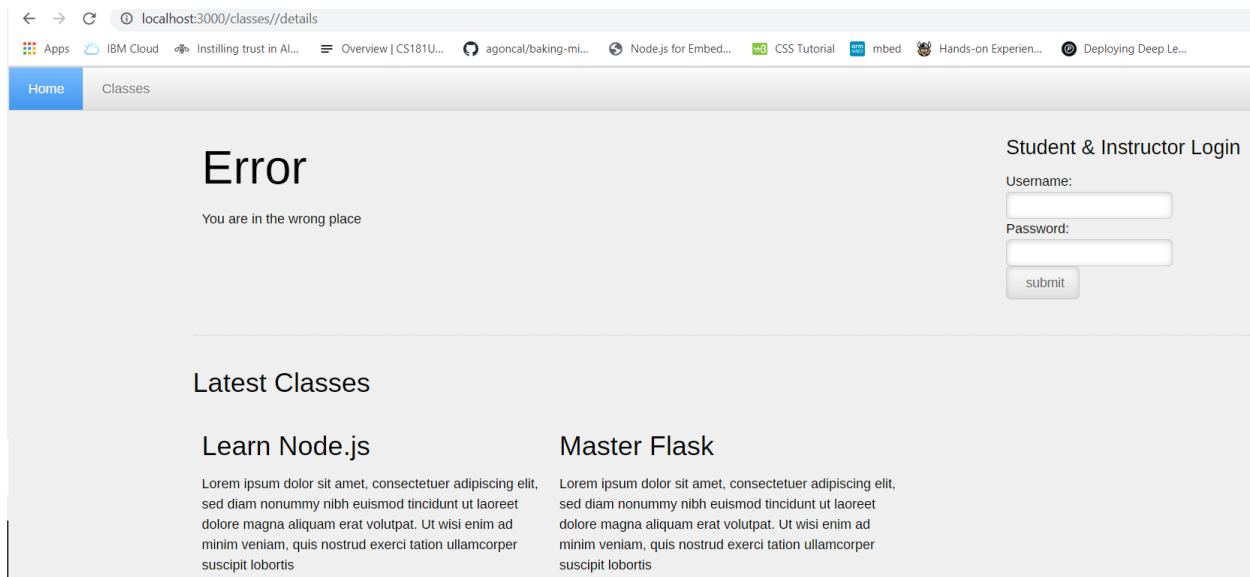 localhost:3000/classes//details
Apps IBM Cloud Instilling trust in AI... Overview | CS181U... agoncal/baking-mi... Node.js for Embed... CSS Tutorial mbed Hands-on Experien... Deploying Deep Le...
Home Classes
Error
You are in the wrong place
Student & Instructor Login
Username:
Password:
submit
Latest Classes
Learn Node.js
Lorem ipsum dolor sit amet, consectetuer adipiscing elit,
sed diam nonummy nibh euismod tincidunt ut laoreet
dolore magna aliquam erat volutpat. Ut wisi enim ad
minim veniam, quis nostrud exerci tation ullamcorper
suscipit lobortis
Master Flask
Lorem ipsum dolor sit amet, consectetuer adipiscing elit,
sed diam nonummy nibh euismod tincidunt ut laoreet
dolore magna aliquam erat volutpat. Ut wisi enim ad
minim veniam, quis nostrud exerci tation ullamcorper
suscipit lobortis